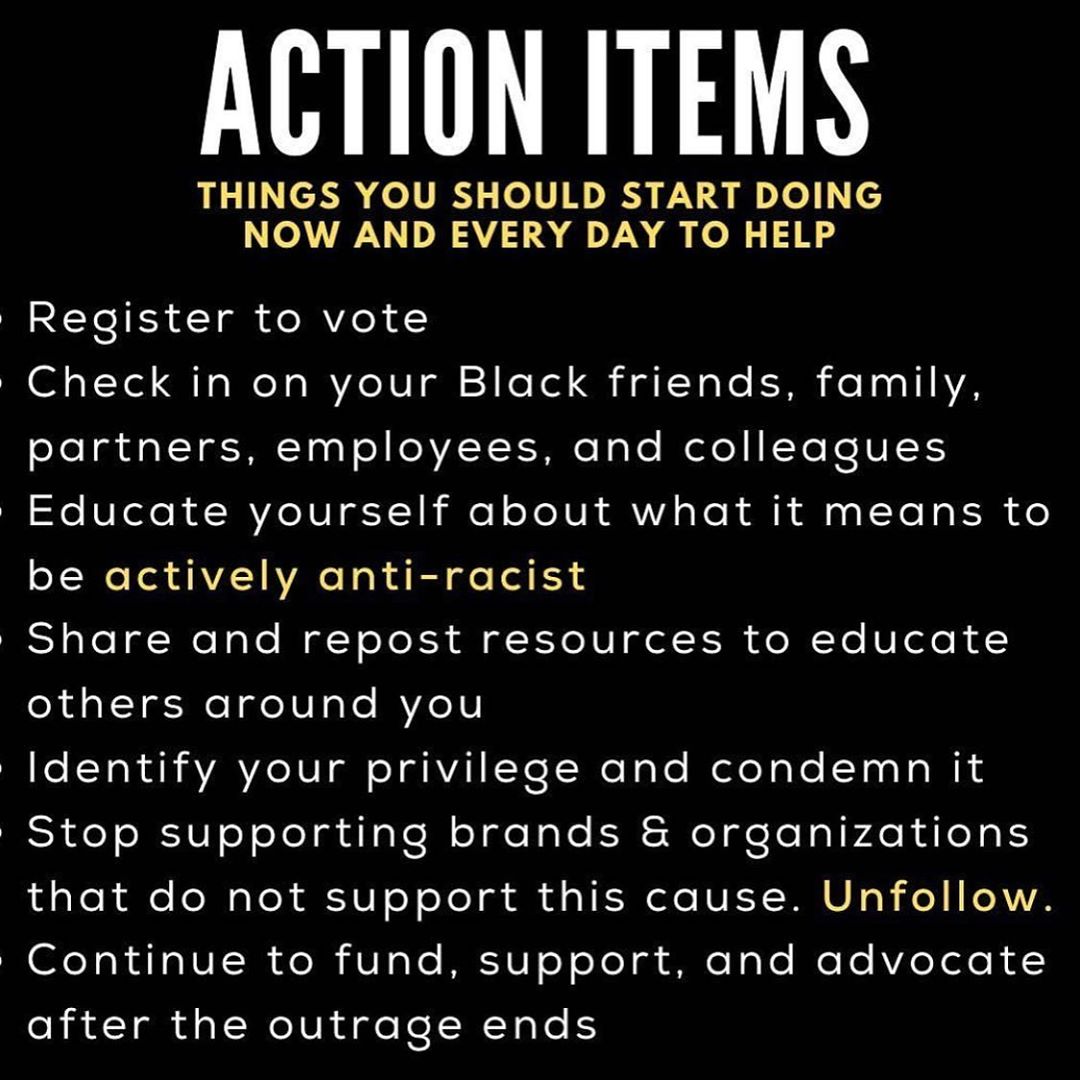 ACTION ITEMS
THINGS YOU SHOULD START DOING
NOW AND EVERY DAY TO HELP
• Register to vote
• Check in on your Black friends, family,
partners, employees, and colleagues
• Educate yourself about what it means to
be actively anti-racist
• Share and repost resources to educate
others around you
• Identify your privilege and condemn it
• Stop supporting brands & organizations
that do not support this cause. Unfollow.
• Continue to fund, support, and advocate
after the outrage ends